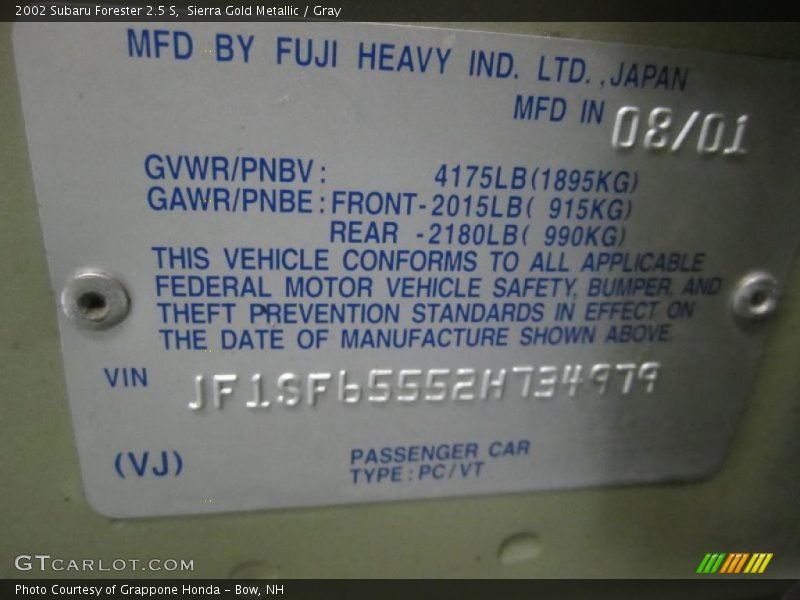 2002 Subaru Forester 2.5 S, Sierra Gold Metallic / Gray
MFD BY FUJI HEAVY IND. LTD., JAPAN
MFD IN 08/01
GVWR/PNBV: 4175LB(1895KG)
GAWR/PNBE: FRONT-2015LB( 915KG)
REAR -2180LB( 990KG)
THIS VEHICLE CONFORMS TO ALL APPLICABLE
FEDERAL MOTOR VEHICLE SAFETY, BUMPER, AND
THEFT PREVENTION STANDARDS IN EFFECT ON
THE DATE OF MANUFACTURE SHOWN ABOVE
VIN JF1SF65552H734979
(VJ) PASSENGER CAR
TYPE: PC/VT
GTCARLOT.COM
Photo Courtesy of Grappone Honda - Bow, NH